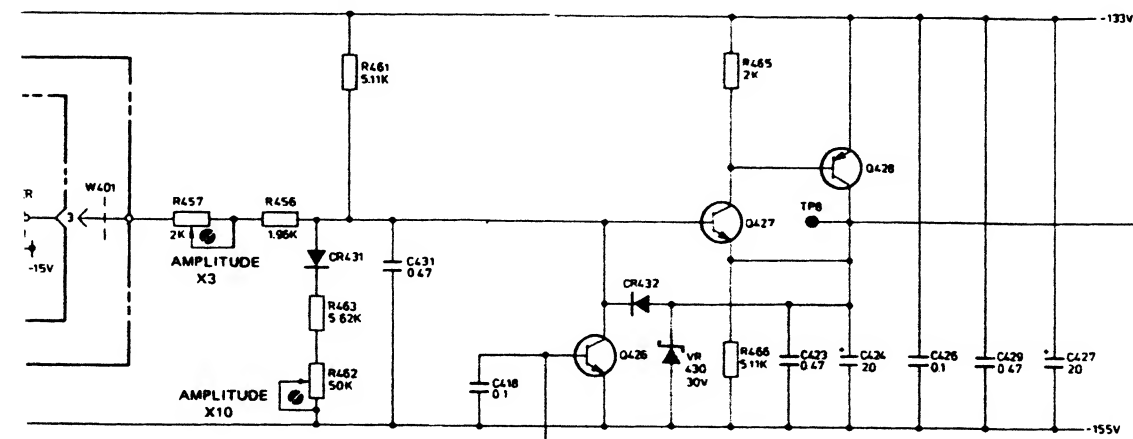 -133V
R461
5.11K
R465
2K
Q428
ER
3
W401
R457
2K
R456
1.96K
TP8
Q427
-15V
AMPLITUDE
X3
CR431
C431
0.47
R463
5.62K
CR432
Q426
VR
430
30V
R466
5.11K
C423
0.47
+
C424
20
C426
0.1
C429
0.47
+
C427
20
AMPLITUDE
X10
R462
50K
C418
0.1
-155V